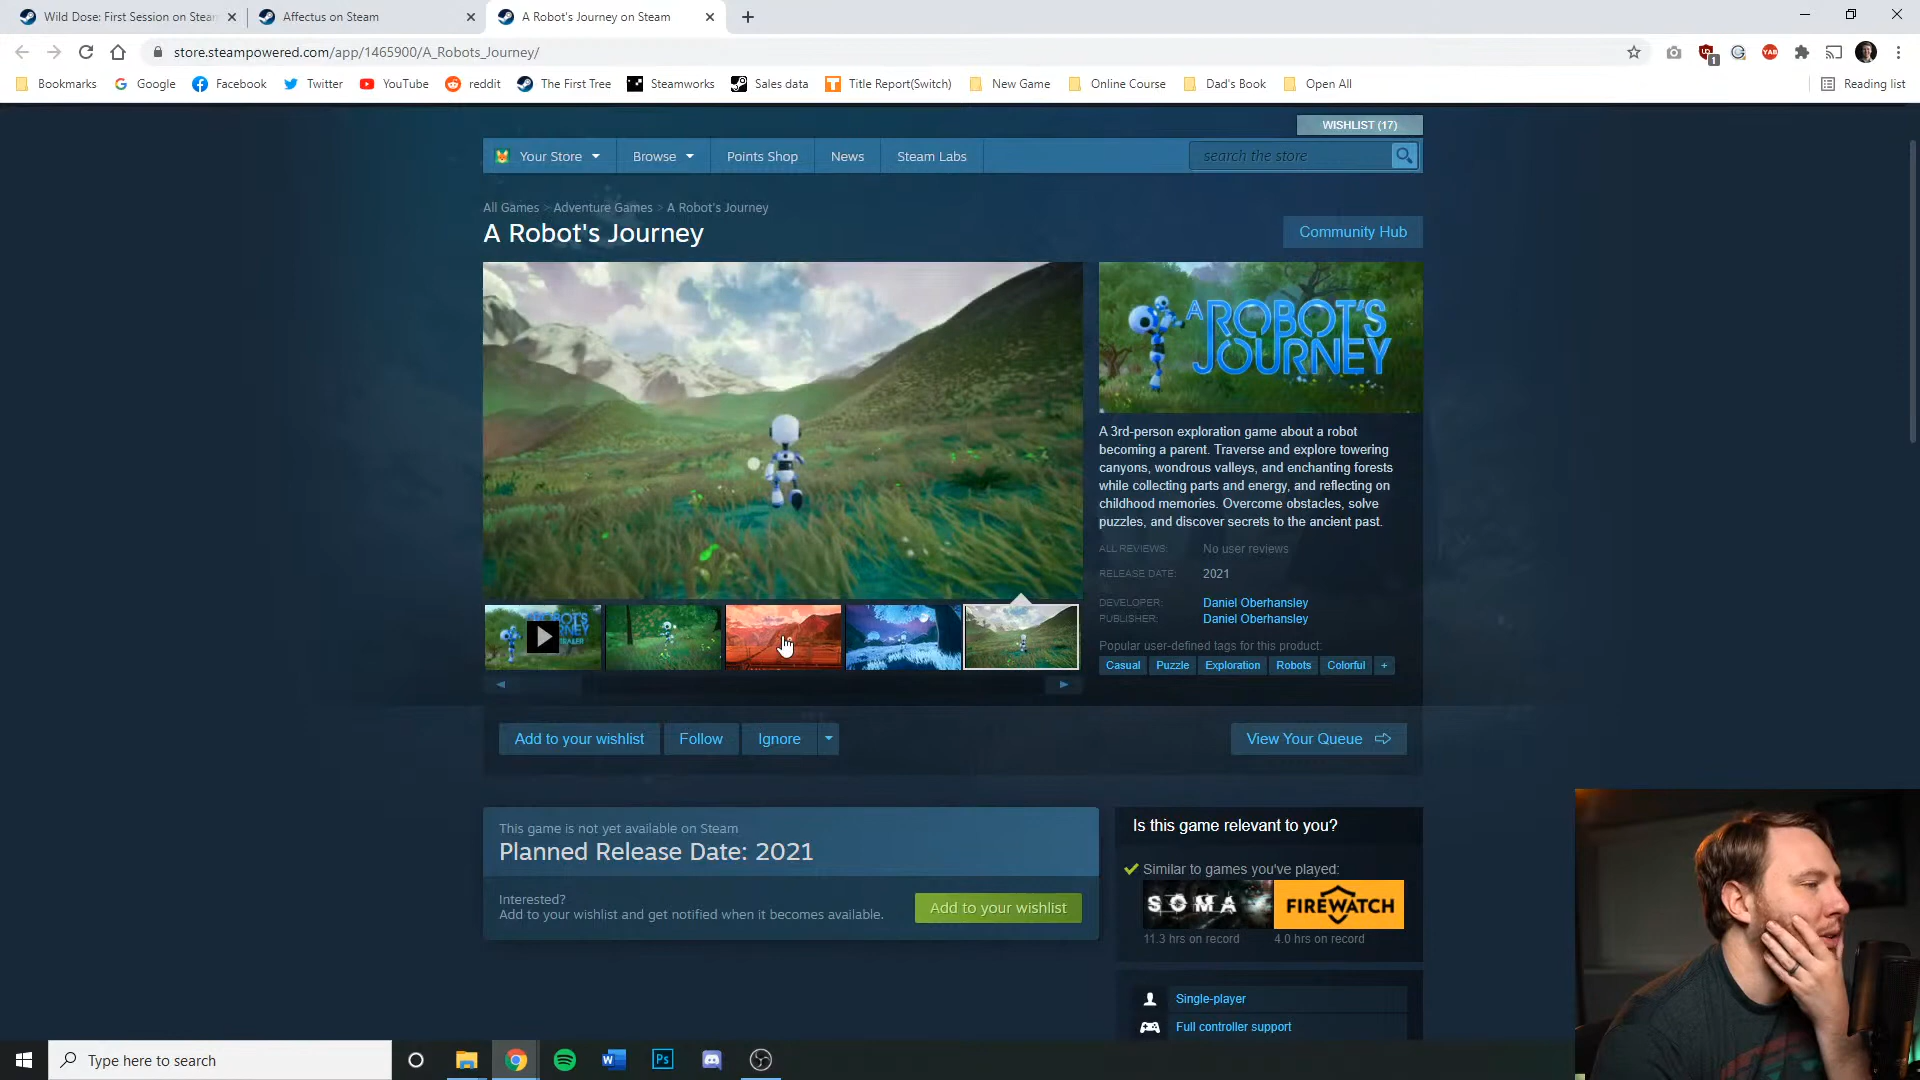 Wild Dose: First Session on Steam
Affectus on Steam
A Robot's Journey on Steam
store.steampowered.com/app/1465900/A_Robots_Journey/
1
Bookmarks
Google
Facebook
Twitter
YouTube
reddit
The First Tree
Steamworks
Sales data
Title Report(Switch)
New Game
Online Course
Dad's Book
Open All
Reading list
WISHLIST (17)
Your Store
Browse
Points Shop
News
Steam Labs
search the store
All Games > Adventure Games > A Robot's Journey
A Robot's Journey
Community Hub
A ROBOT'S
JOURNEY
A 3rd-person exploration game about a robot
becoming a parent. Traverse and explore towering
canyons, wondrous valleys, and enchanting forests
while collecting parts and energy, and reflecting on
childhood memories. Overcome obstacles, solve
puzzles, and discover secrets to the ancient past.
ALL REVIEWS: No user reviews
RELEASE DATE: 2021
DEVELOPER: Daniel Oberhansley
PUBLISHER: Daniel Oberhansley
Popular user-defined tags for this product:
Casual Puzzle Exploration Robots Colorful +
Add to your wishlist
Follow
Ignore
View Your Queue
This game is not yet available on Steam
Planned Release Date: 2021
Interested?
Add to your wishlist and get notified when it becomes available.
Add to your wishlist
Is this game relevant to you?
Similar to games you've played:
SOMA
FIREWATCH
11.3 hrs on record
4.0 hrs on record
Single-player
Full controller support
Type here to search
W
Ps